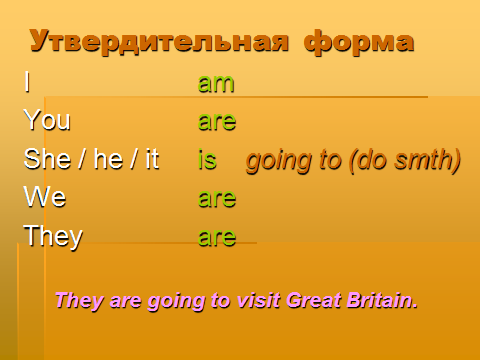 Утвердительная форма
I am
You are
She / he / it is going to (do smth)
We are
They are
They are going to visit Great Britain.